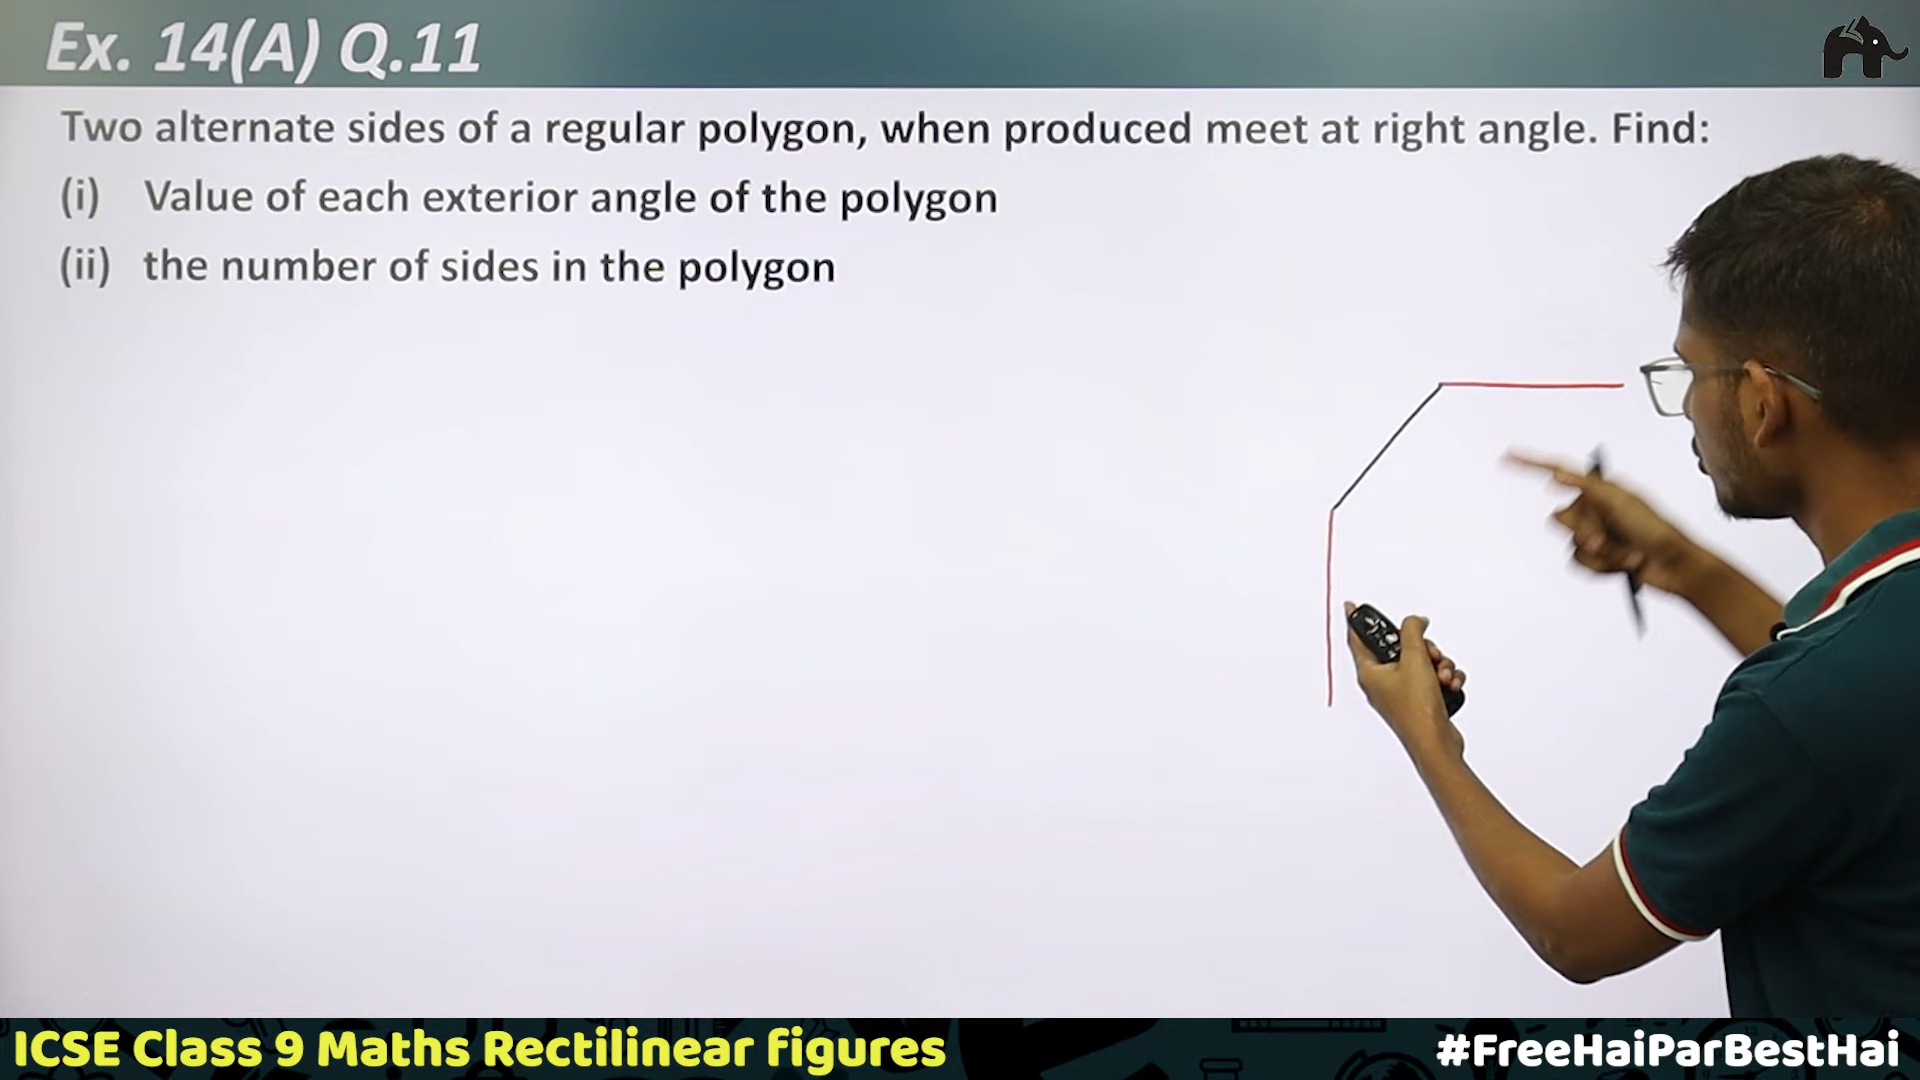 Ex. 14(A) Q.11
Two alternate sides of a regular polygon, when produced meet at right angle. Find:
(i) Value of each exterior angle of the polygon
(ii) the number of sides in the polygon
ICSE Class 9 Maths Rectilinear figures
#FreeHaiParBestHai